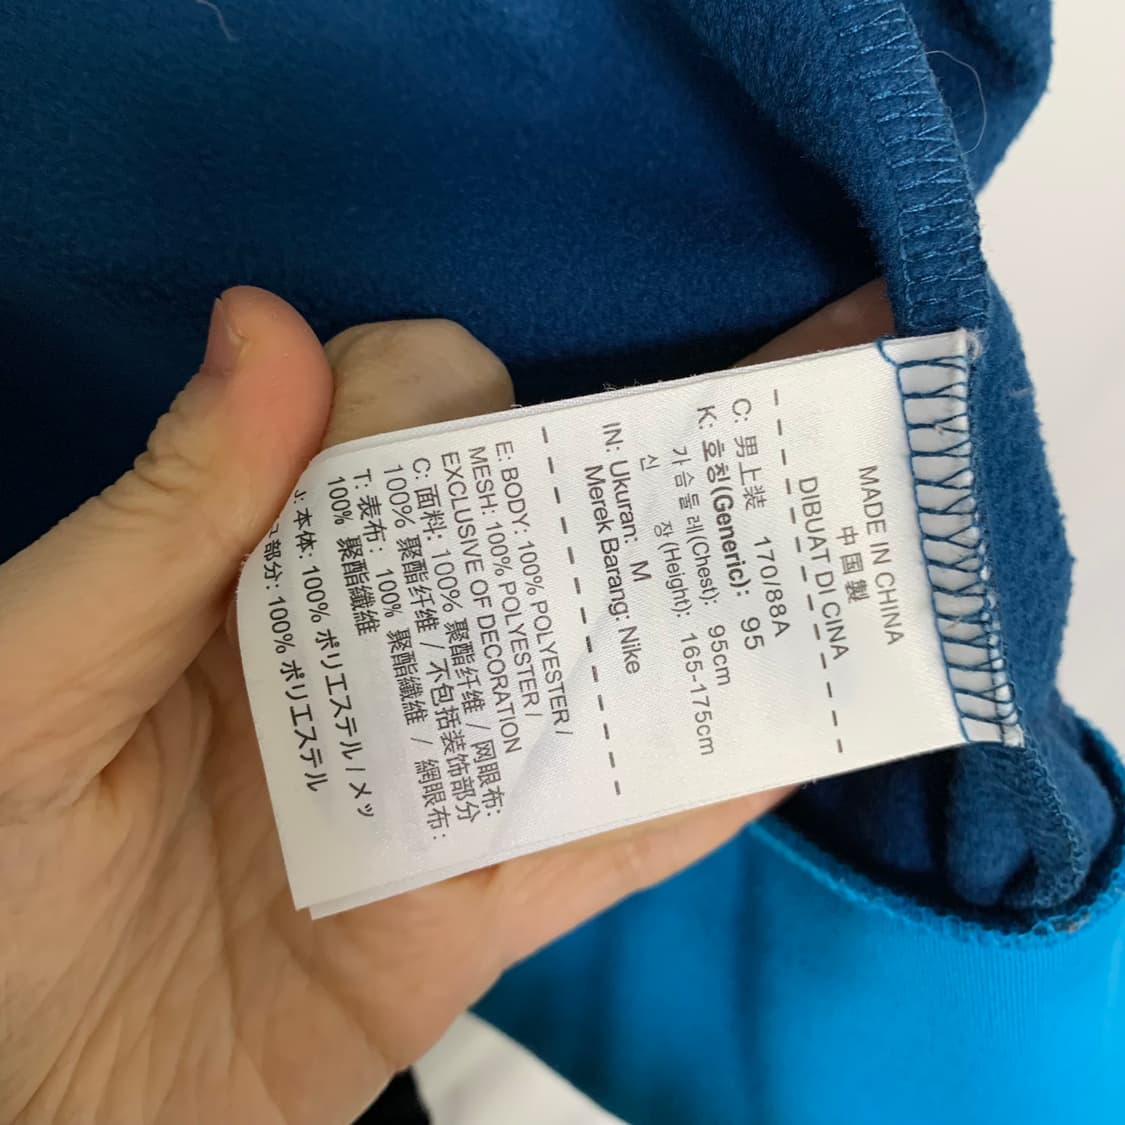 MADE IN CHINA
中国製
DIBUAT DI CINA
C: 男上装 170/88A
K: 호칭(Generic): 95
가슴둘레(Chest): 95cm
신 장(Height): 165-175cm
IN: Ukuran: M
Merek Barang: Nike
E: BODY: 100% POLYESTER /
MESH: 100% POLYESTER /
EXCLUSIVE OF DECORATION
C: 面料: 100% 聚酯纤维 / 网眼布:
100% 聚酯纤维 / 不包括装饰部分
T: 表布: 100% 聚酯纖維 / 網眼布:
100% 聚酯纖維
J: 本体: 100% ポリエステル / メッ
部分: 100% ポリエステル